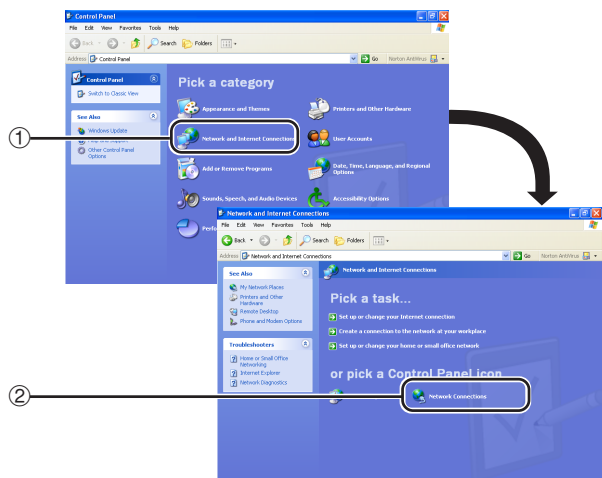 Control Panel
File Edit View Favorites Tools Help
Back Search Folders
Address Control Panel Go Norton AntiVirus
Control Panel
Switch to Classic View
See Also
Windows Update
Help and Support
Other Control Panel
Options
Pick a category
Appearance and Themes
Printers and Other Hardware
Network and Internet Connections
User Accounts
Add or Remove Programs
Date, Time, Language, and Regional
Options
Sounds, Speech, and Audio Devices
Accessibility Options
Perfo
①
Network and Internet Connections
File Edit View Favorites Tools Help
Back Search Folders
Address Network and Internet Connections Go Norton AntiVirus
See Also
My Network Places
Printers and Other
Hardware
Remote Desktop
Phone and Modem Options
Troubleshooters
Home or Small Office
Networking
Internet Explorer
Network Diagnostics
Network and Internet Connections
Pick a task...
Set up or change your Internet connection
Create a connection to the network at your workplace
Set up or change your home or small office network
or pick a Control Panel icon
Network Connections
②